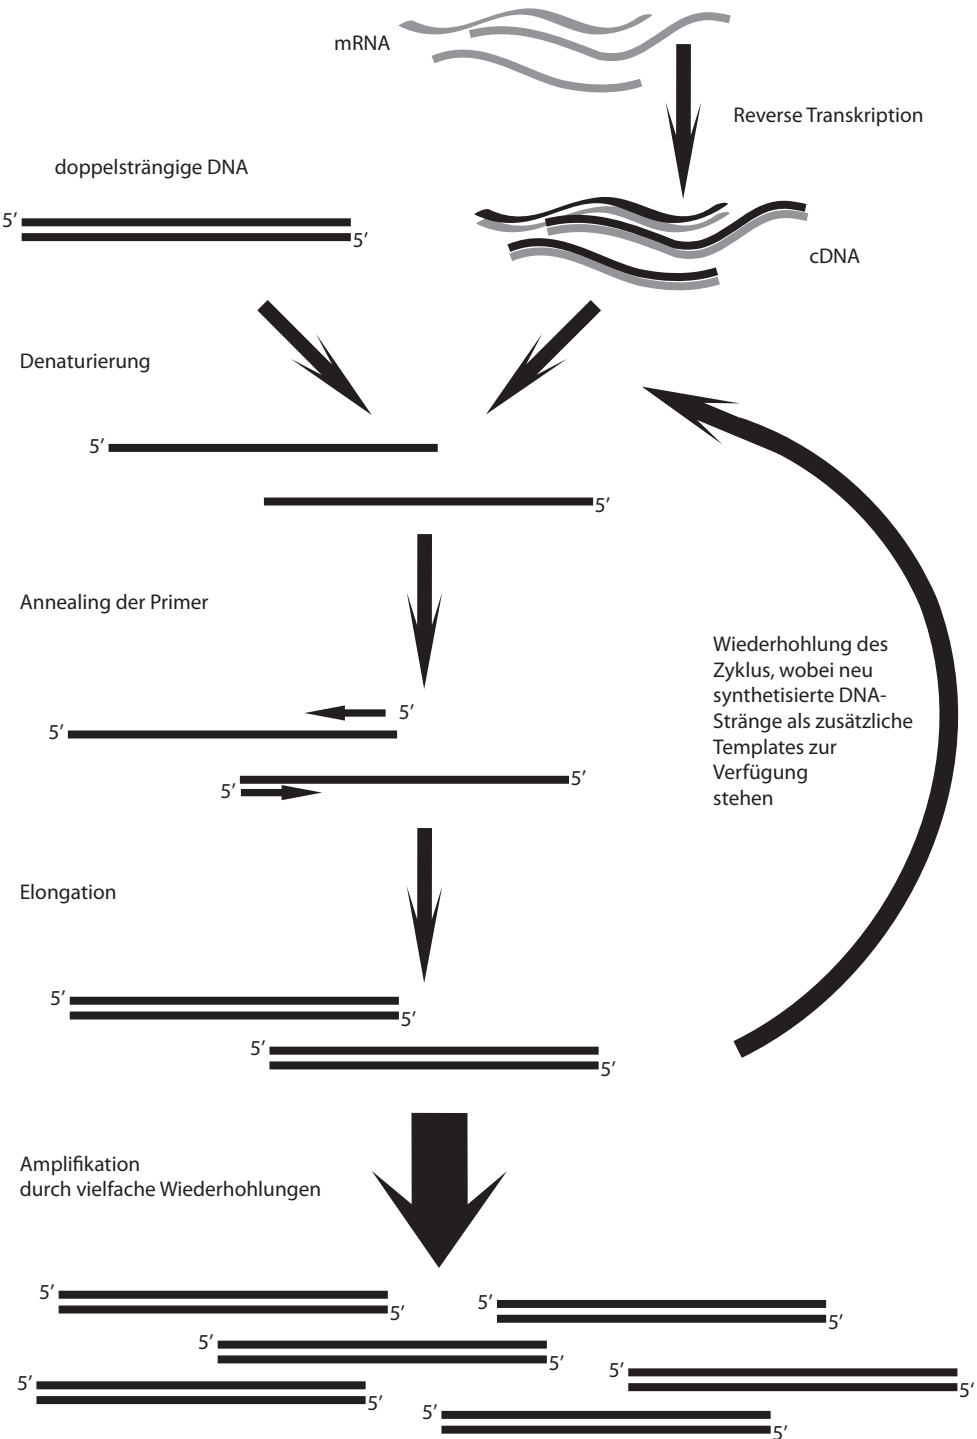 mRNA
Reverse Transkription
doppelsträngige DNA
5’
5’
cDNA
Denaturierung
5’
5’
Annealing der Primer
Wiederhohlung des
Zyklus, wobei neu
synthetisierte DNA-
Stränge als zusätzliche
Templates zur
Verfügung
stehen
5’
5’
5’
5’
Elongation
5’
5’
5’
5’
Amplifikation
durch vielfache Wiederhohlungen
5’
5’
5’
5’
5’
5’
5’
5’
5’
5’
5’
5’